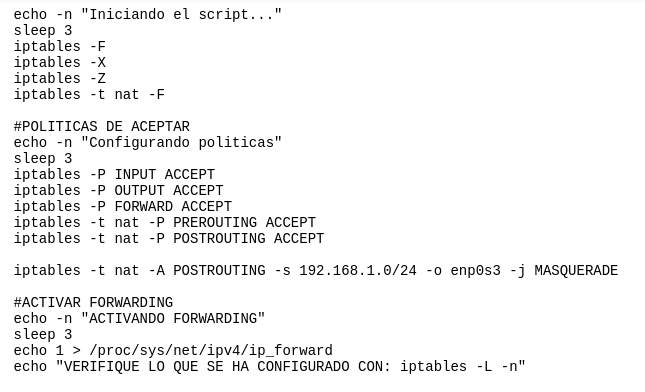 echo -n "Iniciando el script..."
sleep 3
iptables -F
iptables -X
iptables -Z
iptables -t nat -F
#POLITICAS DE ACEPTAR
echo -n "Configurando politicas"
sleep 3
iptables -P INPUT ACCEPT
iptables -P OUTPUT ACCEPT
iptables -P FORWARD ACCEPT
iptables -t nat -P PREROUTING ACCEPT
iptables -t nat -P POSTROUTING ACCEPT
iptables -t nat -A POSTROUTING -s 192.168.1.0/24 -o enp0s3 -j MASQUERADE
#ACTIVAR FORWARDING
echo -n "ACTIVANDO FORWARDING"
sleep 3
echo 1 > /proc/sys/net/ipv4/ip_forward
echo "VERIFIQUE LO QUE SE HA CONFIGURADO CON: iptables -L -n"